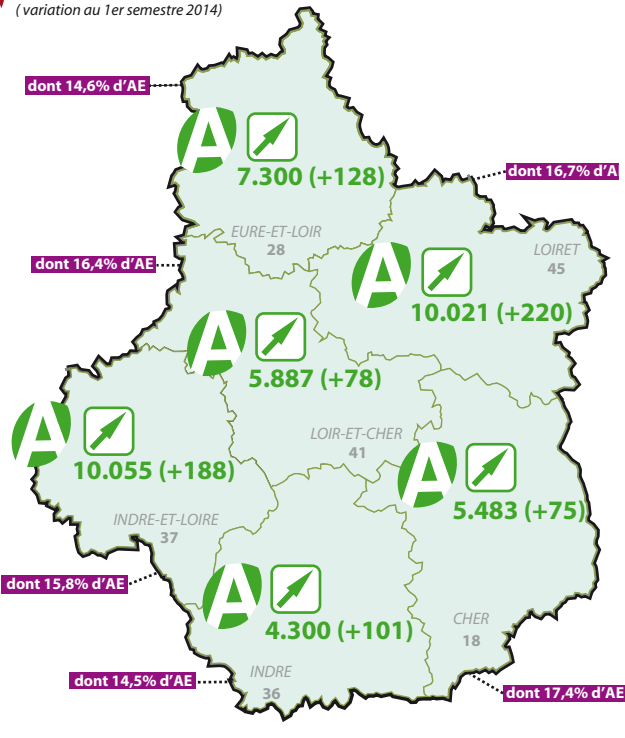 ( variation au 1er semestre 2014)
dont 14,6% d’AE
A
7.300 (+128)
dont 16,7% d’A
EURE-ET-LOIR
28
LOIRET
45
dont 16,4% d’AE
A
10.021 (+220)
A
5.887 (+78)
LOIR-ET-CHER
41
A
10.055 (+188)
A
5.483 (+75)
INDRE-ET-LOIRE
37
dont 15,8% d’AE
A
4.300 (+101)
CHER
18
INDRE
36
dont 14,5% d’AE
dont 17,4% d’AE